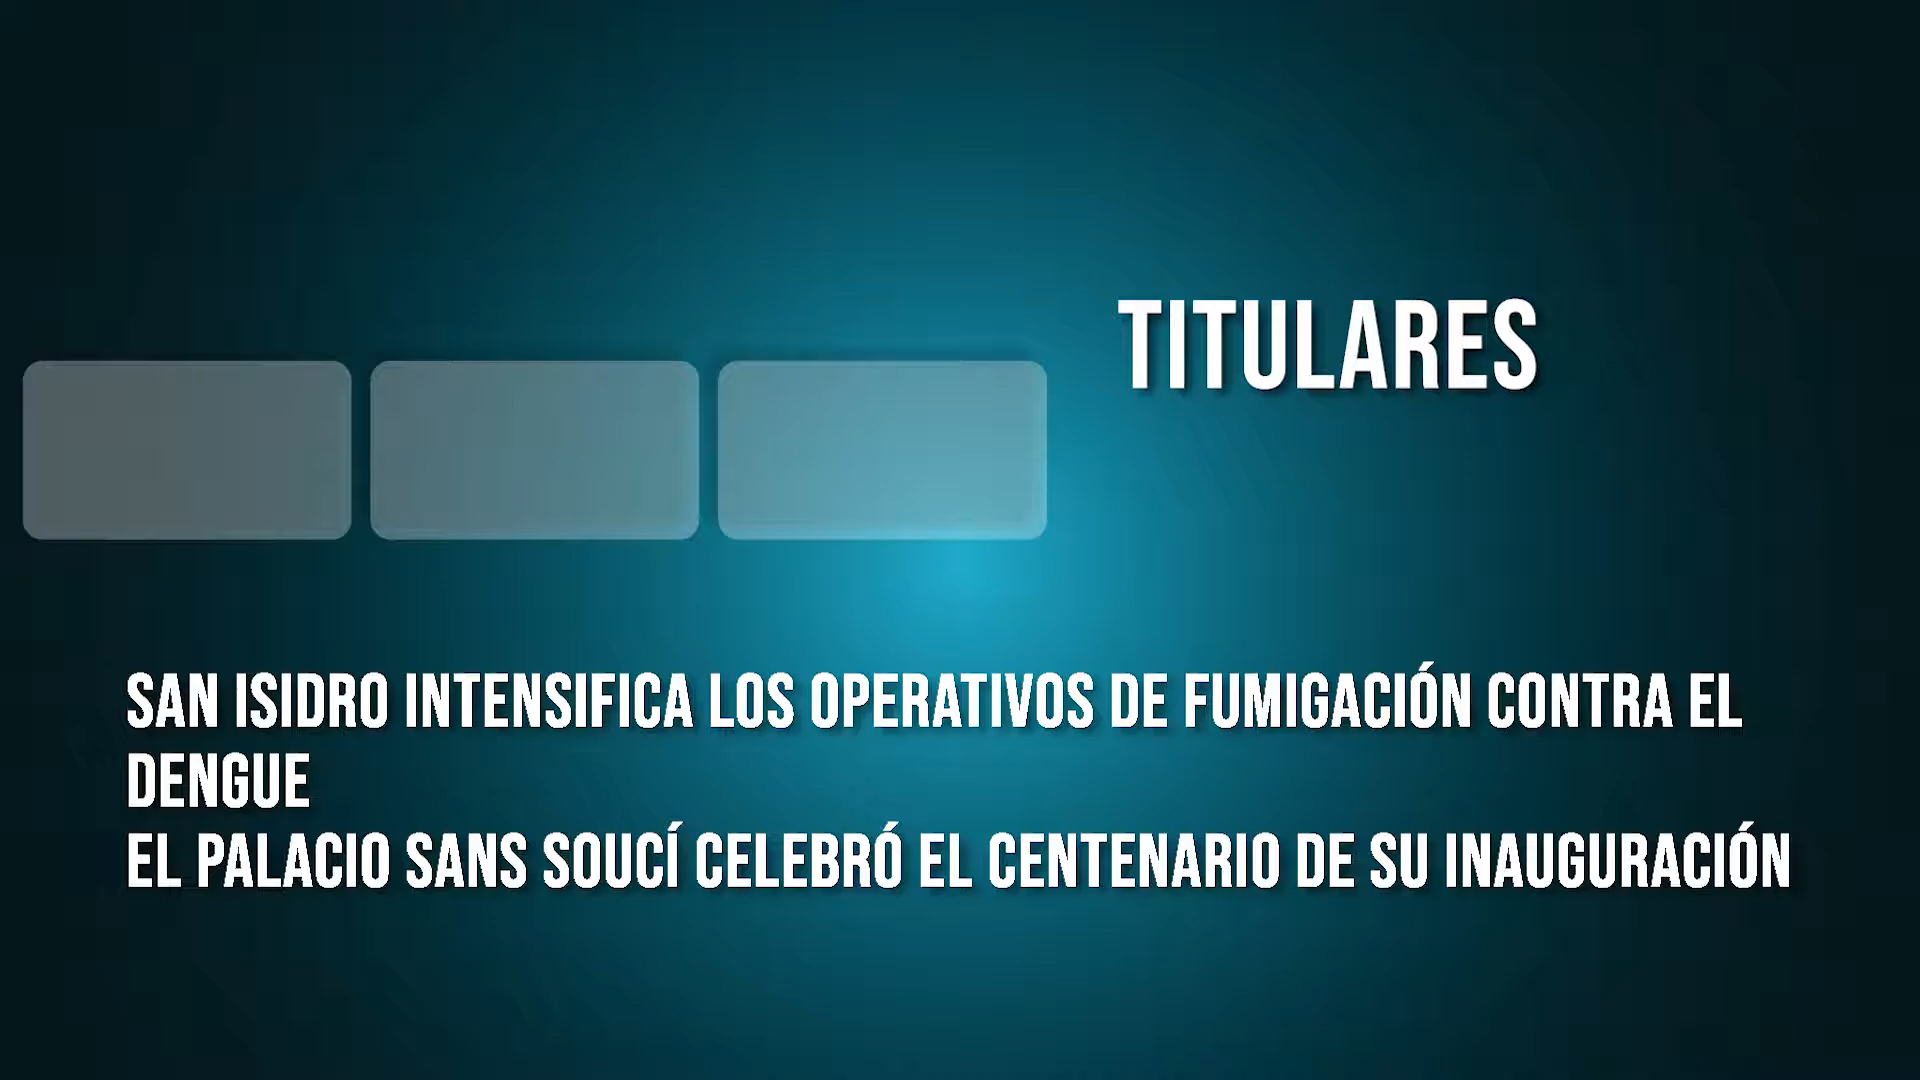 TITULARES
SAN ISIDRO INTENSIFICA LOS OPERATIVOS DE FUMIGACIÓN CONTRA EL
DENGUE
EL PALACIO SANS SOUCÍ CELEBRÓ EL CENTENARIO DE SU INAUGURACIÓN